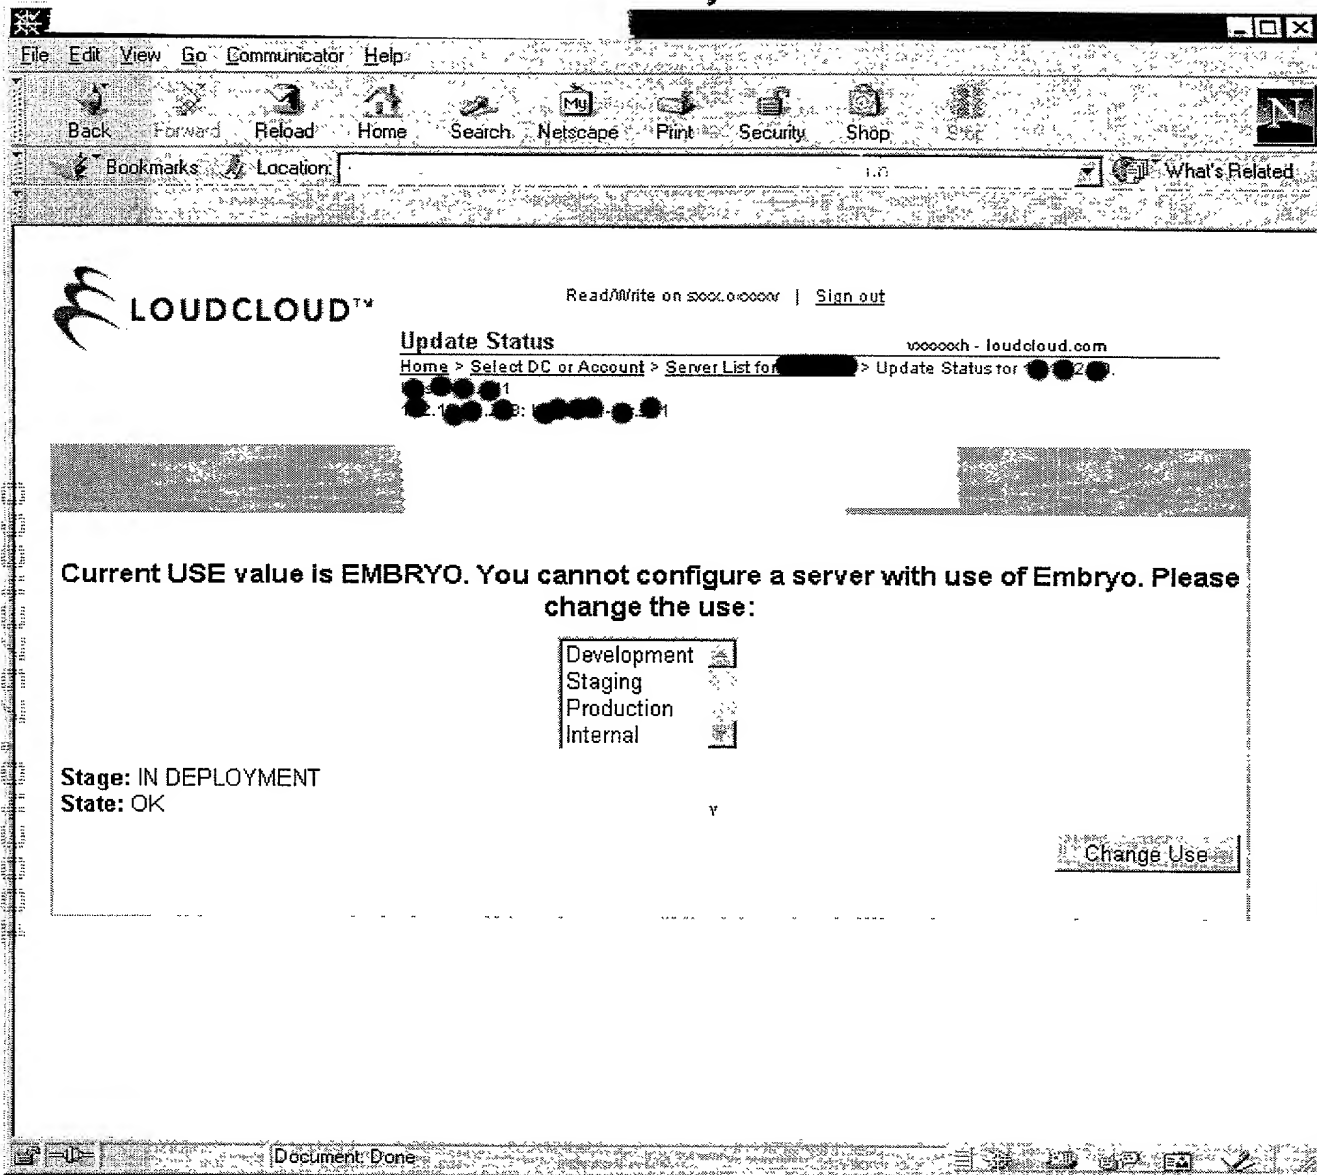 File Edit View Go Communicator Help
Back Forward Reload Home Search Netscape Print Security Shop Stop
Bookmarks Location: What's Related
LOUDCLOUD™
Read/Write on | Sign out
Update Status
- loudcloud.com
Home > Select DC or Account > Server List for > Update Status for
Current USE value is EMBRYO. You cannot configure a server with use of Embryo. Please
change the use:
Development
Staging
Production
Internal
Stage: IN DEPLOYMENT
State: OK
Change Use
Document: Done